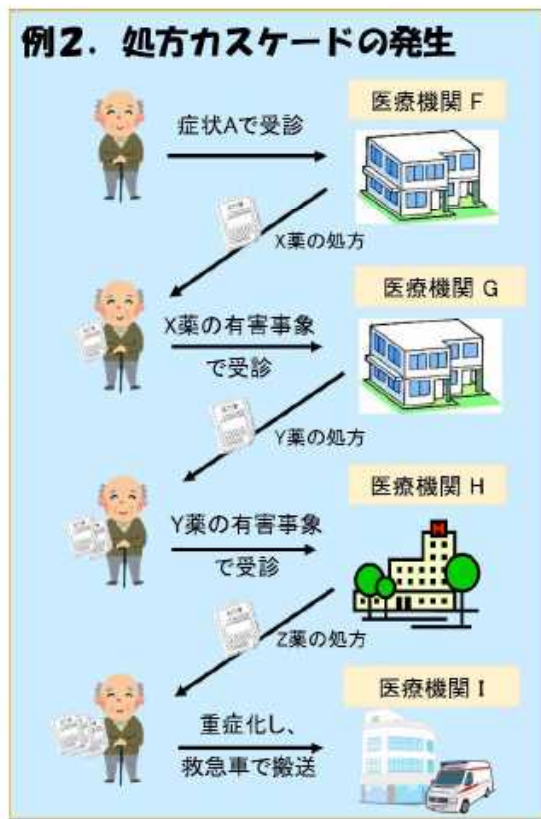 例2．処方カスケードの発生
医療機関 F
症状Aで受診
X薬の処方
医療機関 G
X薬の有害事象
で受診
Y薬の処方
医療機関 H
Y薬の有害事象
で受診
H
Z薬の処方
医療機関 I
重症化し、
救急車で搬送